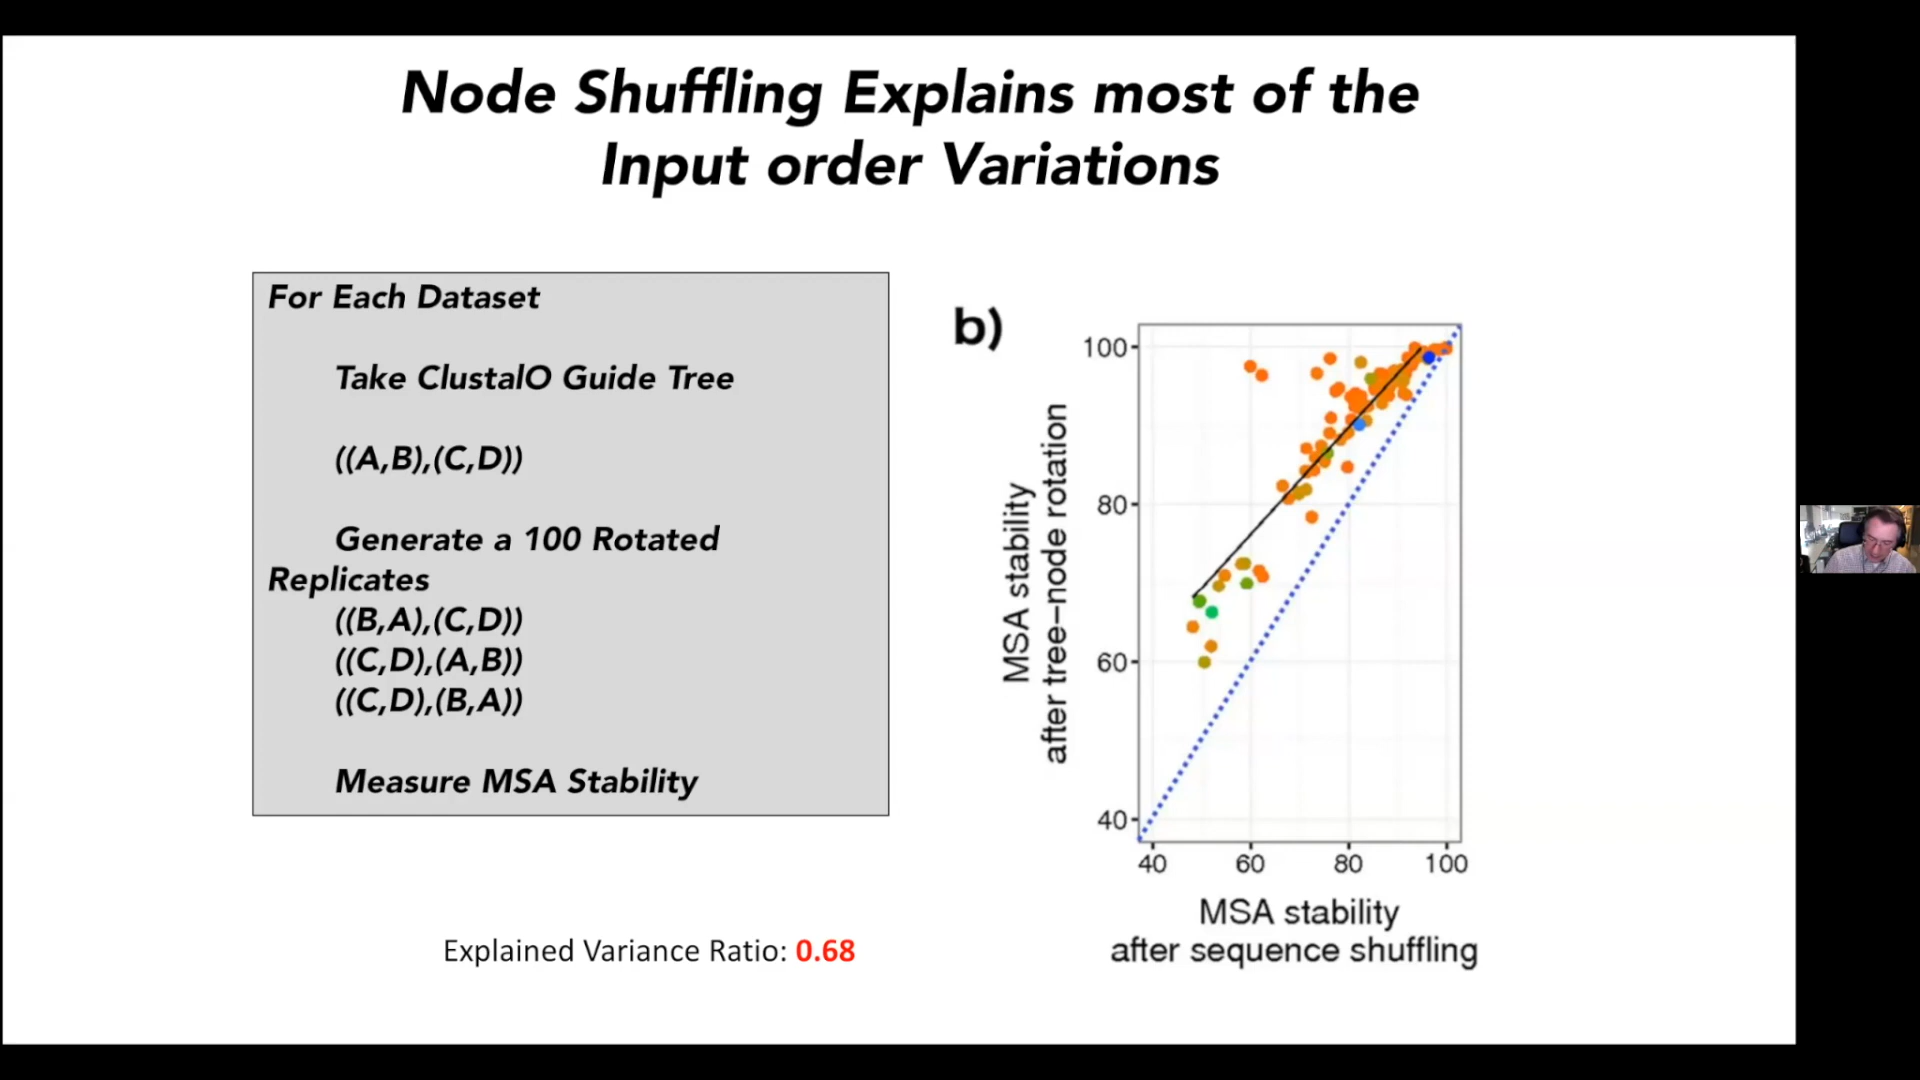 Node Shuffling Explains most of the
Input order Variations
For Each Dataset
Take ClustalO Guide Tree
((A,B),(C,D))
Generate a 100 Rotated
Replicates
((B,A),(C,D))
((C,D),(A,B))
((C,D),(B,A))
Measure MSA Stability
Explained Variance Ratio: 0.68
b)
MSA stability
after tree–node rotation
100
80
60
40
40 60 80 100
MSA stability
after sequence shuffling